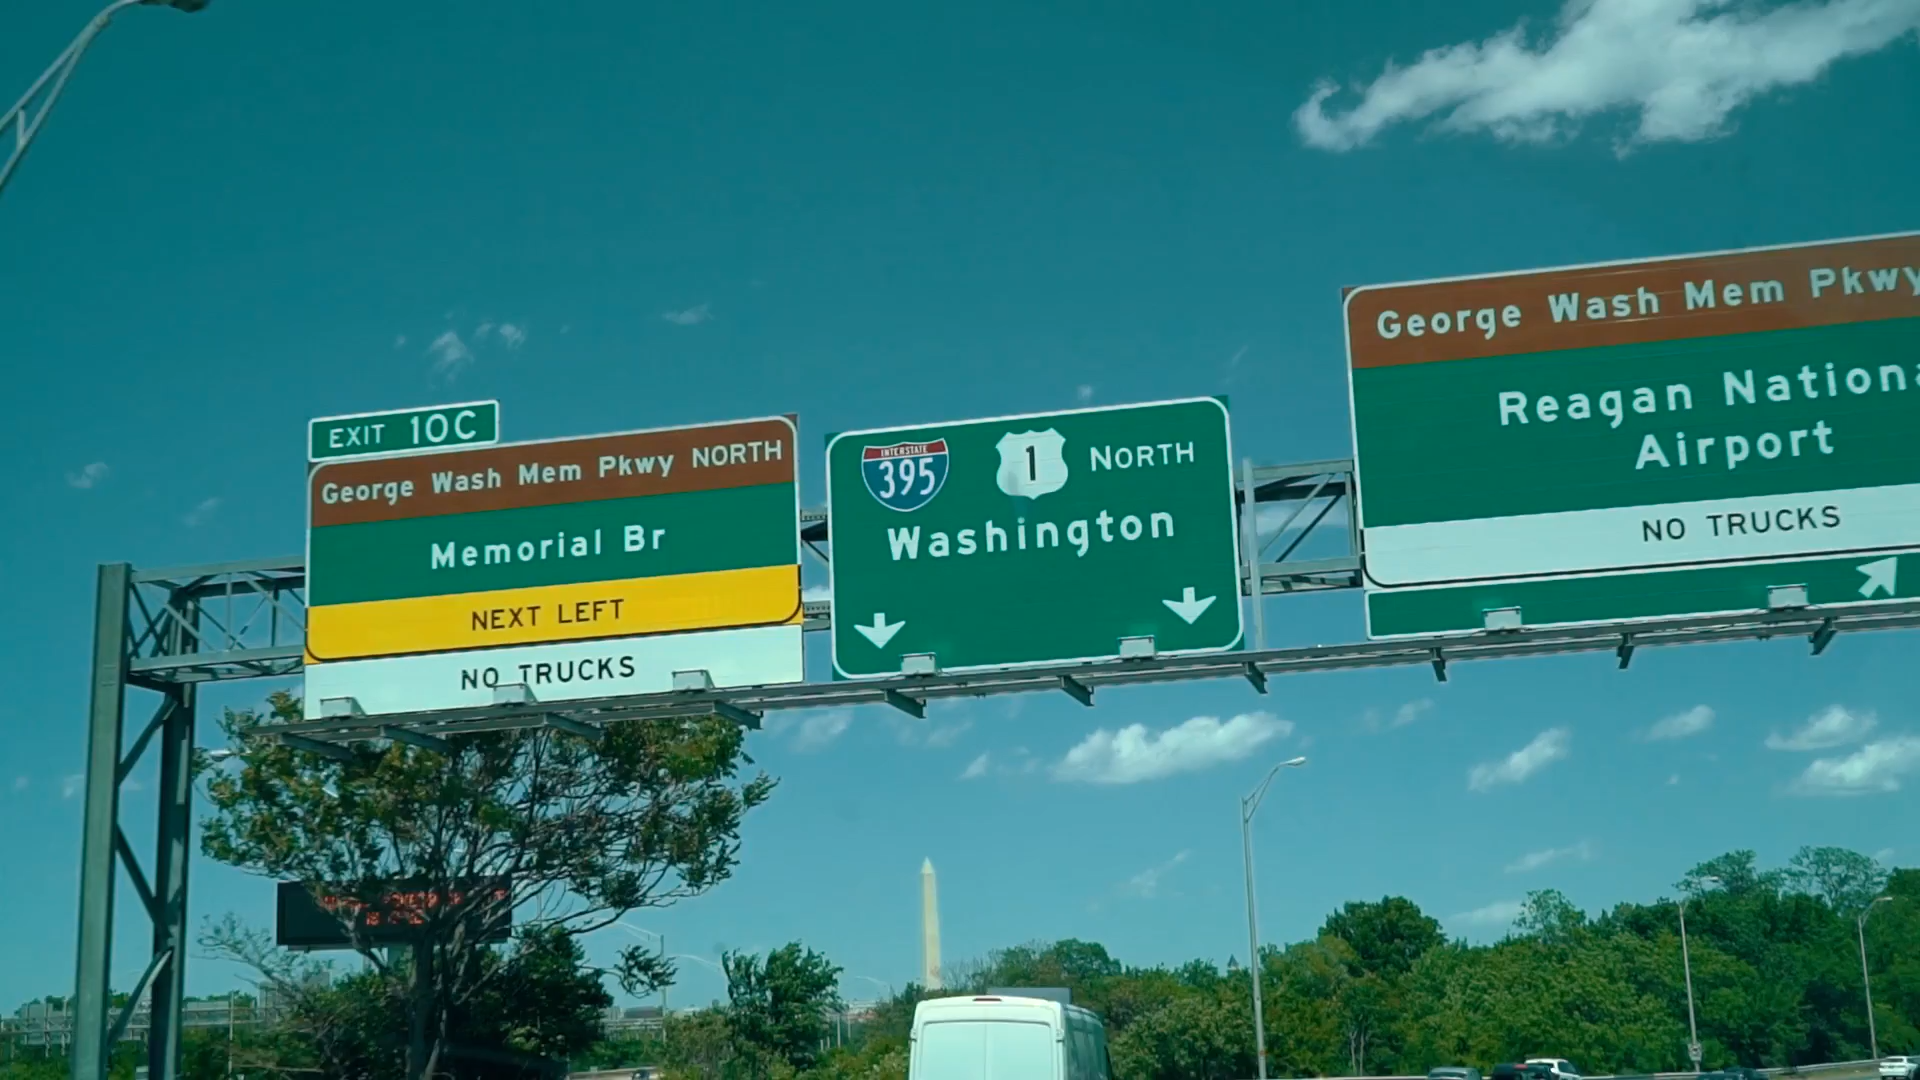 EXIT 10C
George Wash Mem Pkwy NORTH
Memorial Br
NEXT LEFT
NO TRUCKS
INTERSTATE
395
1
NORTH
Washington
George Wash Mem Pkwy
Reagan Nationa
Airport
NO TRUCKS